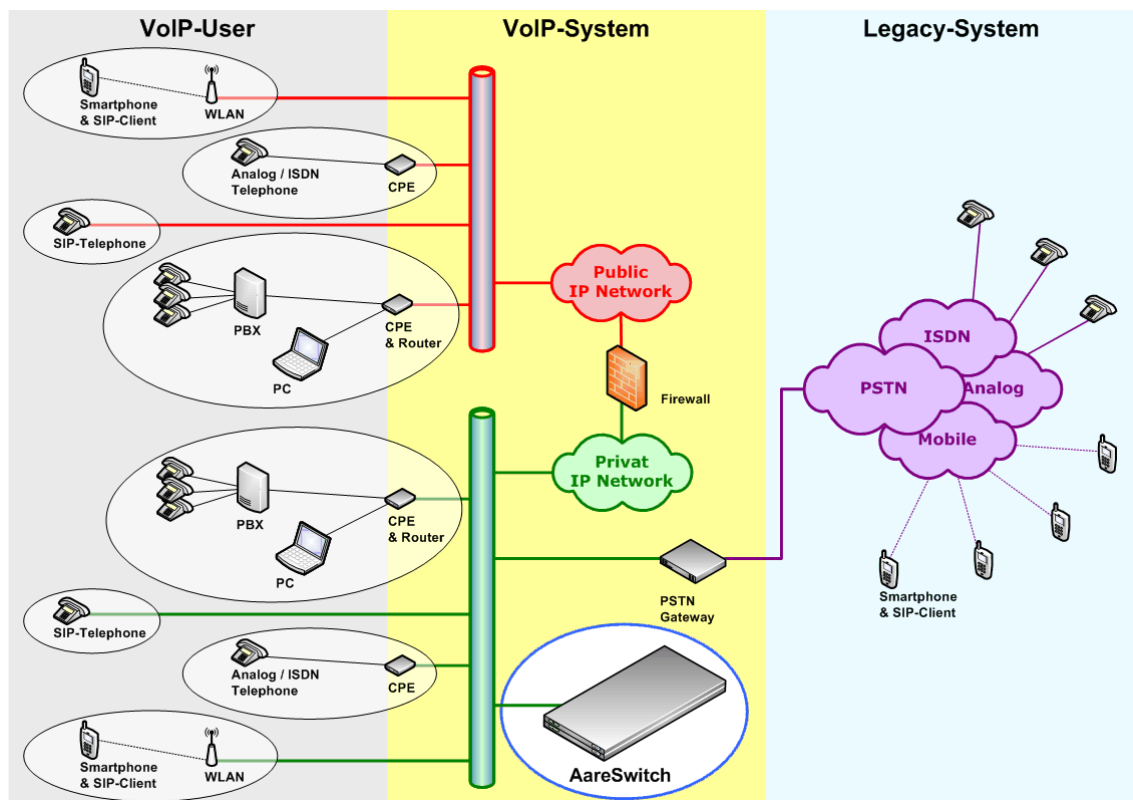 VoIP-User
VoIP-System
Legacy-System
Smartphone
& SIP-Client
WLAN
Analog / ISDN
Telephone
CPE
SIP-Telephone
PBX
PC
CPE
& Router
Public
IP Network
Firewall
Privat
IP Network
ISDN
PSTN
Analog
Mobile
PBX
PC
CPE
& Router
PSTN
Gateway
Smartphone
& SIP-Client
SIP-Telephone
Analog / ISDN
Telephone
CPE
Smartphone
& SIP-Client
WLAN
AareSwitch